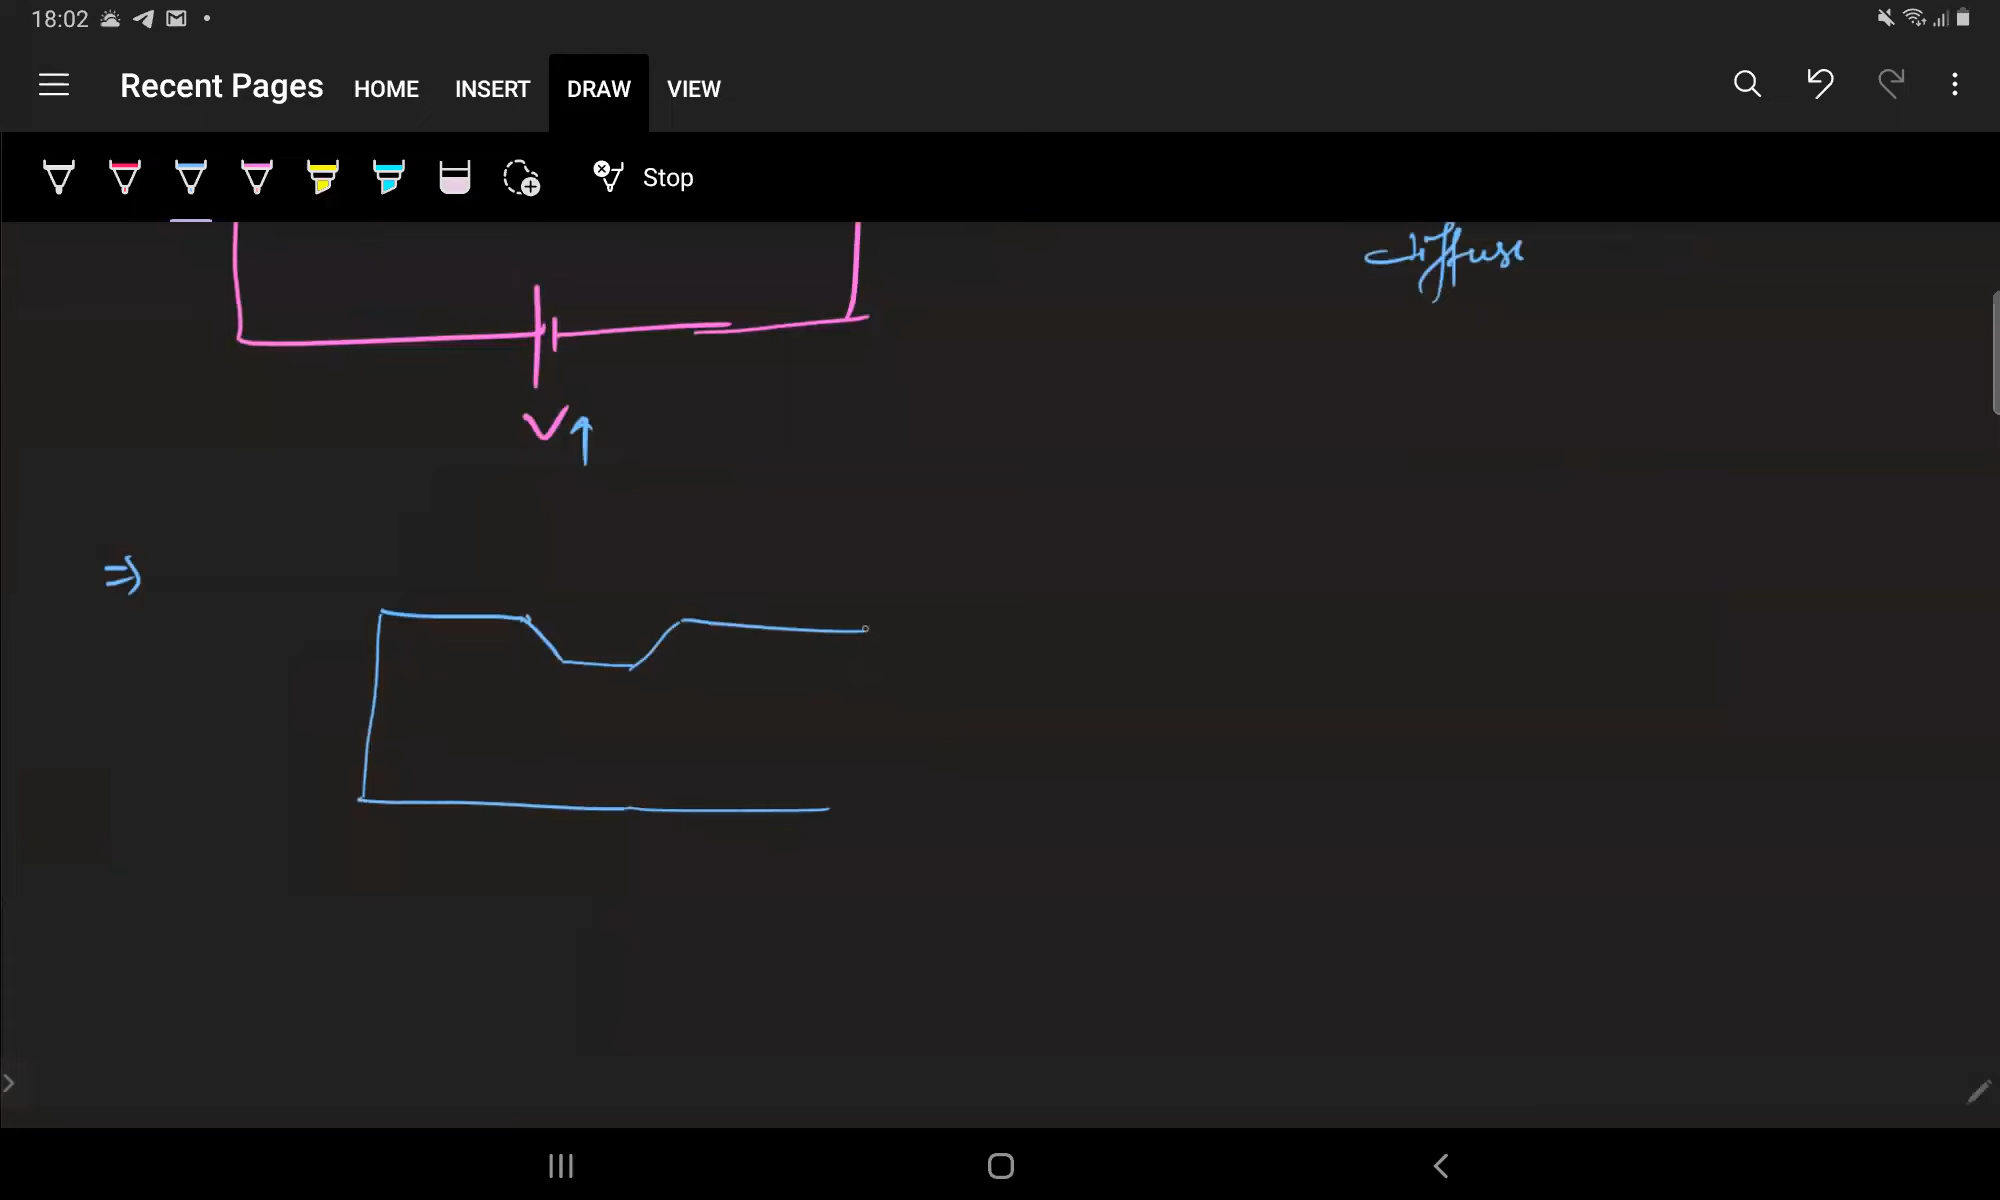 18:02
Recent Pages HOME INSERT DRAW VIEW
Stop
diffuse
V↑
⇒